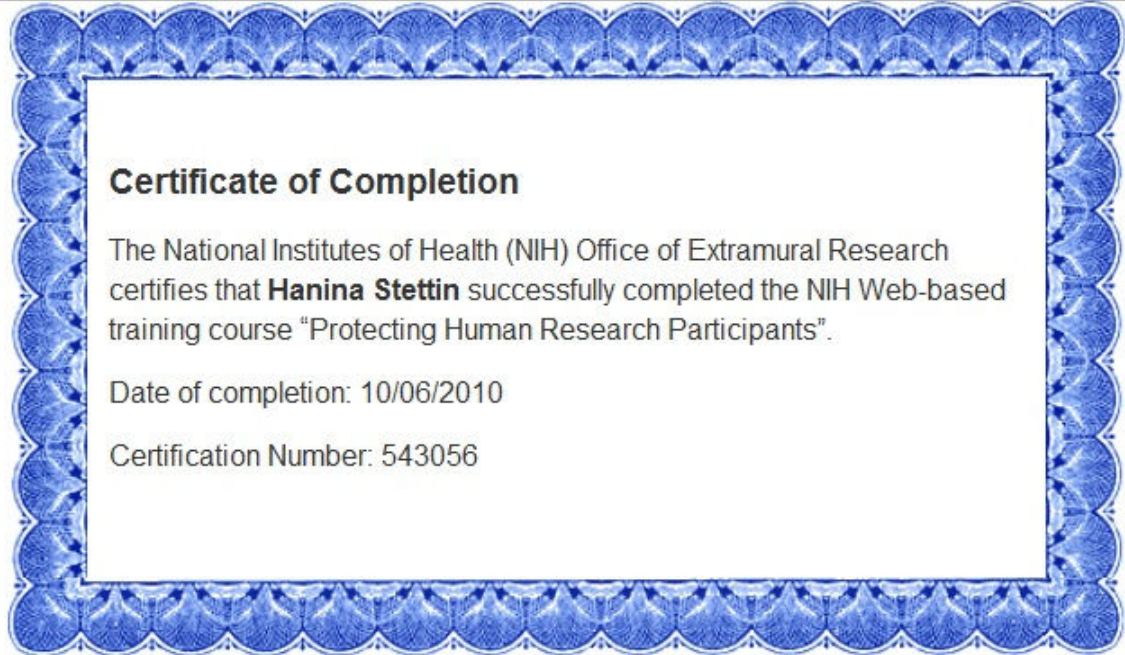 Certificate of Completion
The National Institutes of Health (NIH) Office of Extramural Research
certifies that Hanina Stettin successfully completed the NIH Web-based
training course “Protecting Human Research Participants”.
Date of completion: 10/06/2010
Certification Number: 543056